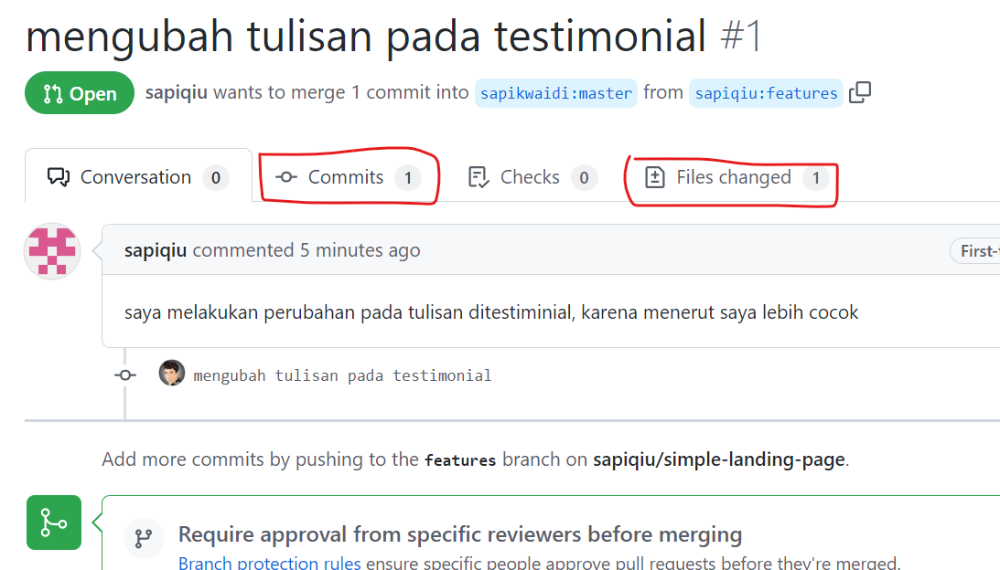 mengubah tulisan pada testimonial #1
Open sapiqiu wants to merge 1 commit into sapikwaidi:master from sapiqiu:features
Conversation 0 Commits 1 Checks 0 Files changed 1
sapiqiu commented 5 minutes ago First-
saya melakukan perubahan pada tulisan ditestiminial, karena menerut saya lebih cocok
mengubah tulisan pada testimonial
Add more commits by pushing to the features branch on sapiqiu/simple-landing-page.
Require approval from specific reviewers before merging
Branch protection rules ensure specific people approve pull requests before they're merged.